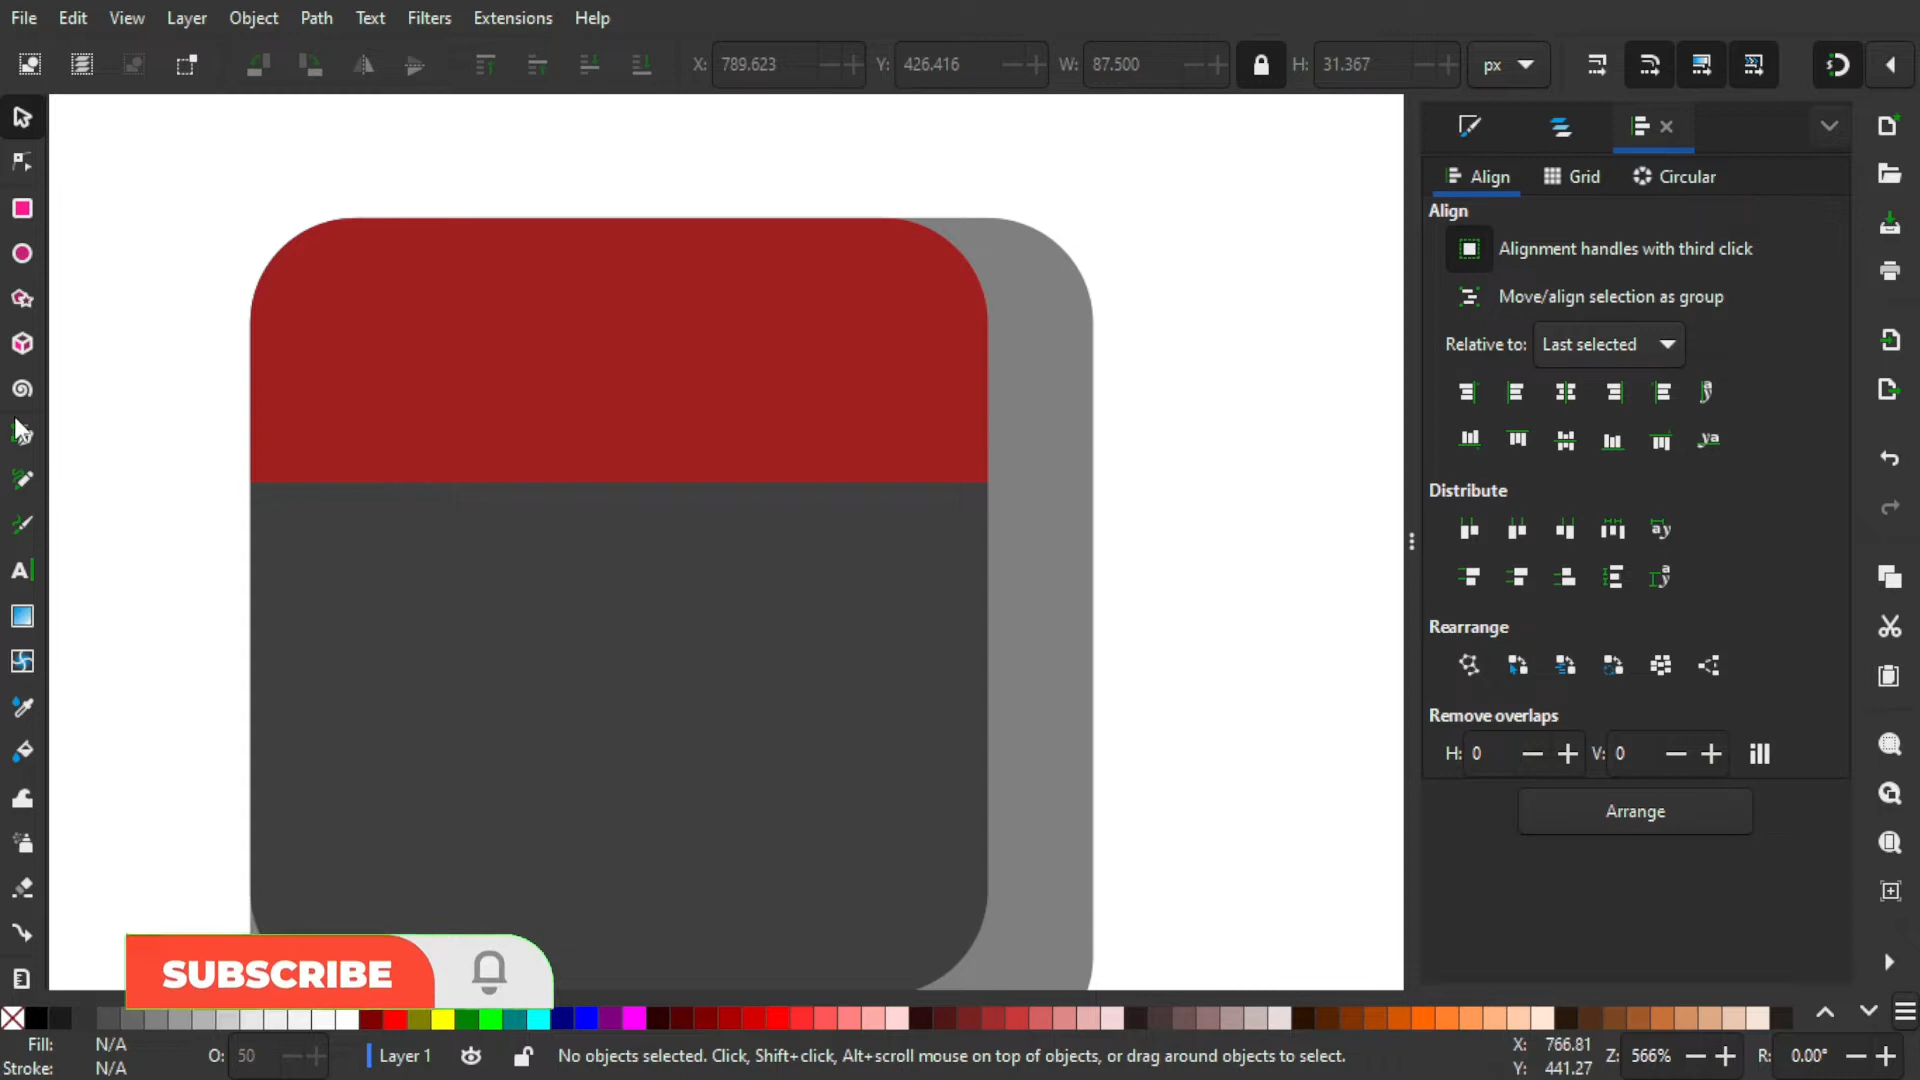 File Edit View Layer Object Path Text Filters Extensions Help
X: 789.623 Y: 426.416 W: 87.500 H: 31.367 px
Align Grid Circular
Align
Alignment handles with third click
Move/align selection as group
Relative to: Last selected
Distribute
Rearrange
Remove overlaps
H: 0 V: 0
Arrange
SUBSCRIBE
Fill: N/A
Stroke: N/A
O: 50
Layer 1
No objects selected. Click, Shift+click, Alt+scroll mouse on top of objects, or drag around objects to select.
X: 766.81
Y: 441.27
Z: 566%
R: 0.00°